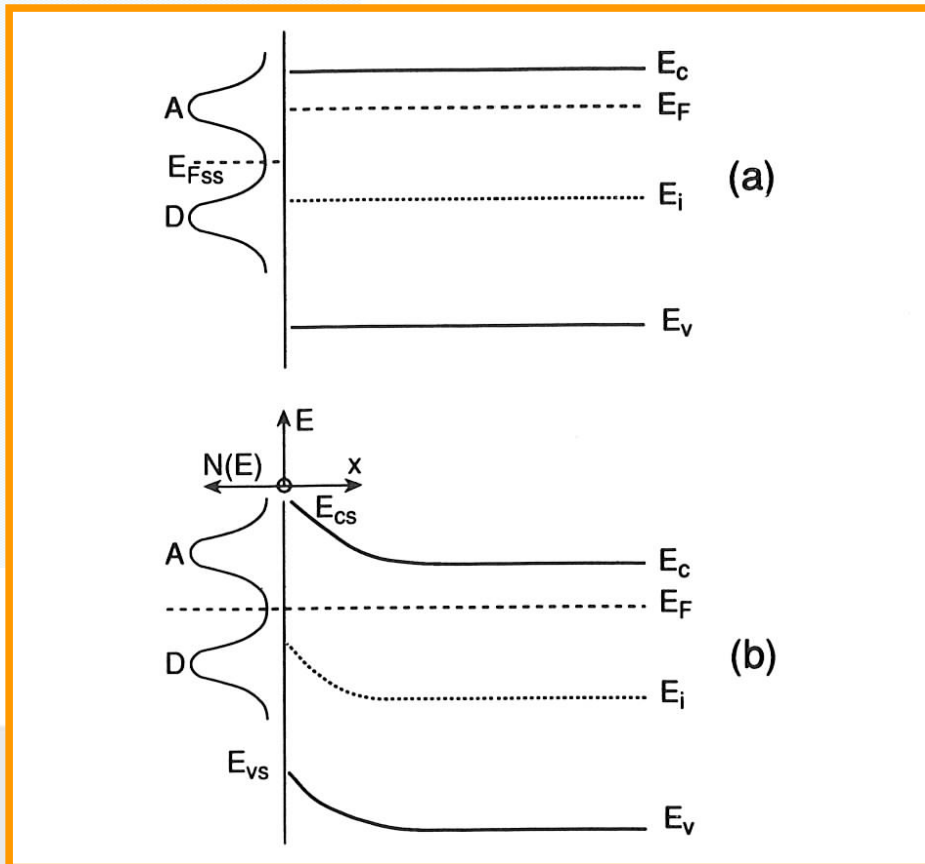 E_c
A
E_F
E_Fss
(a)
E_i
D
E_v
E
N(E)
x
E_cs
A
E_c
E_F
D
(b)
E_i
E_vs
E_v